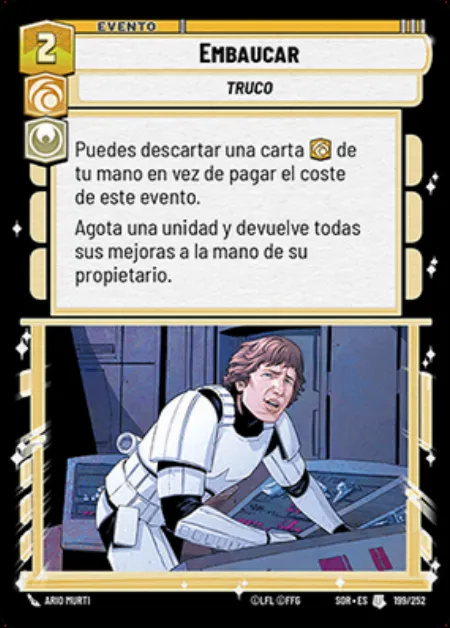 EVENTO
2
EMBAUCAR
TRUCO
Puedes descartar una carta de
tu mano en vez de pagar el coste
de este evento.
Agota una unidad y devuelve todas
sus mejoras a la mano de su
propietario.
ARIO MURTI
©LFL ©FFG
SOR • ES
199/252